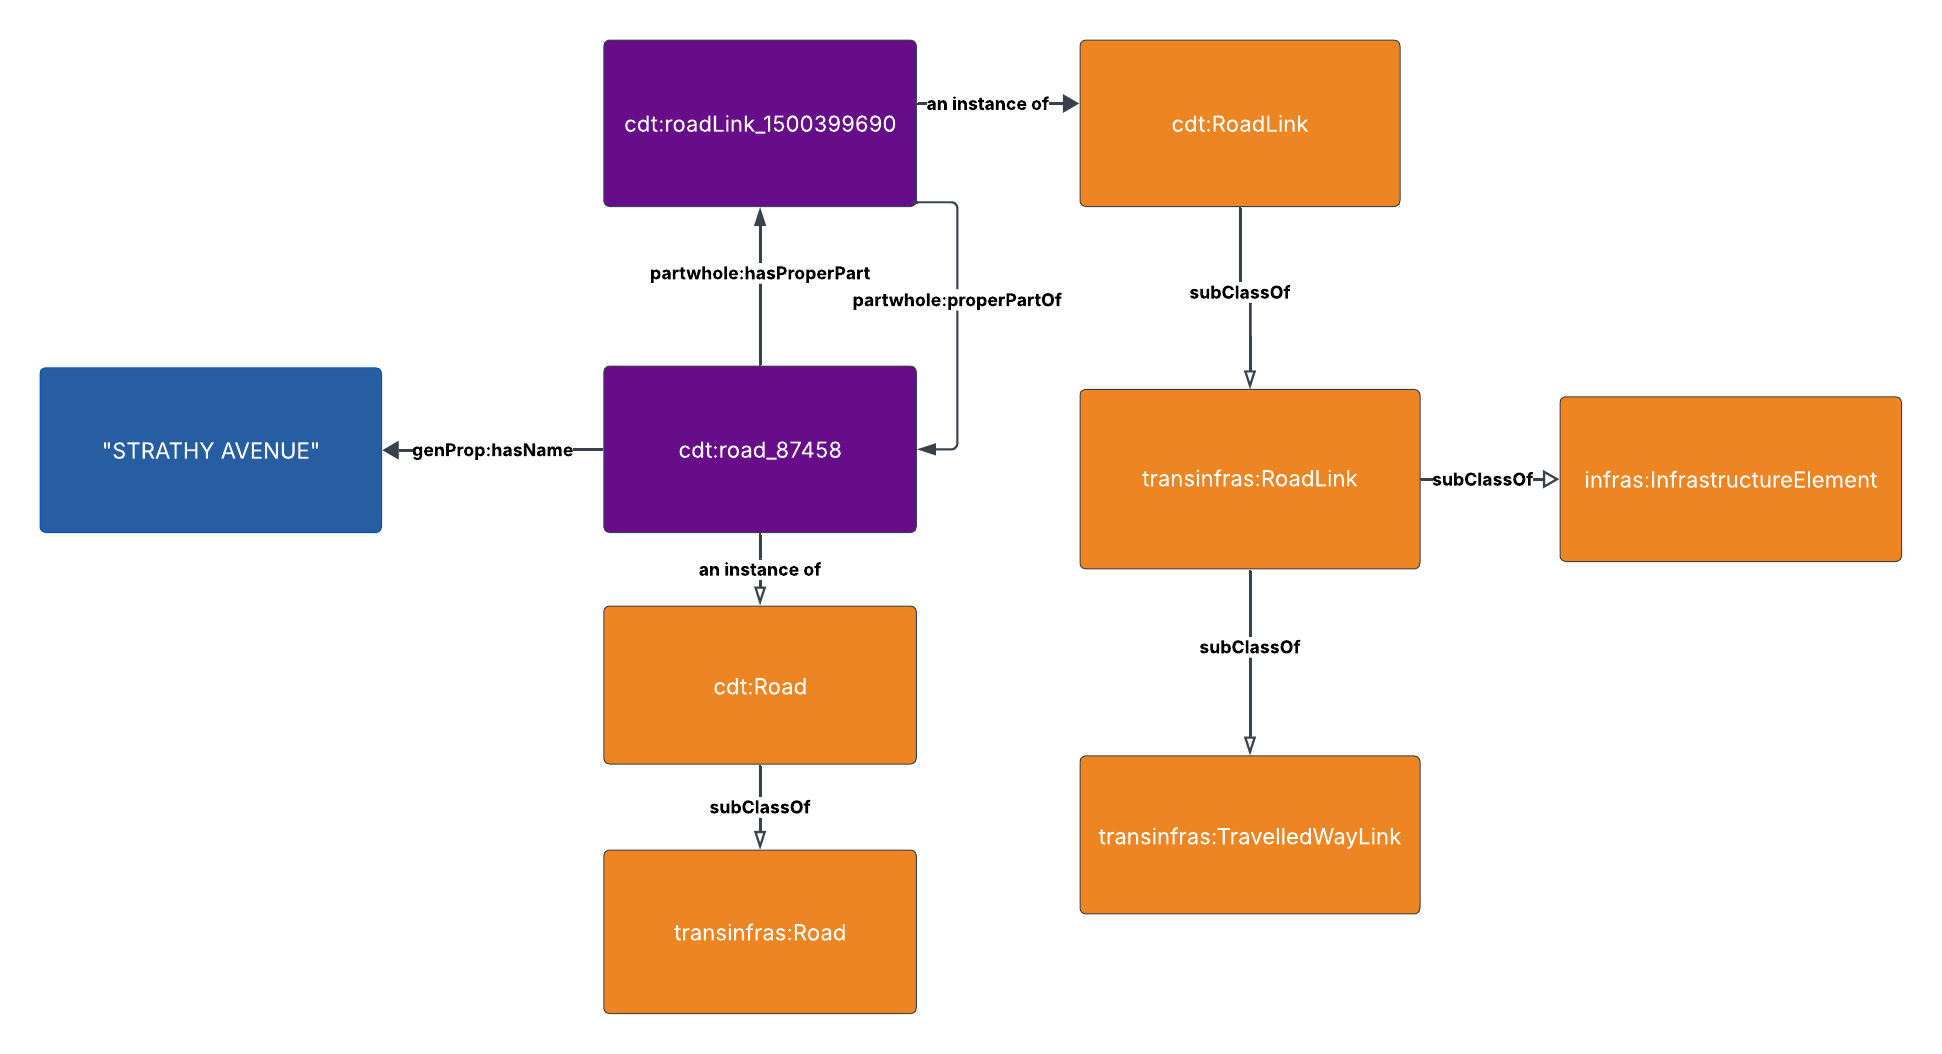 cdt:roadLink_1500399690
an instance of
cdt:RoadLink
partwhole:hasProperPart
partwhole:properPartOf
subClassOf
"STRATHY AVENUE"
genProp:hasName
cdt:road_87458
transinfras:RoadLink
subClassOf
infras:InfrastructureElement
an instance of
subClassOf
cdt:Road
subClassOf
transinfras:TravelledWayLink
transinfras:Road